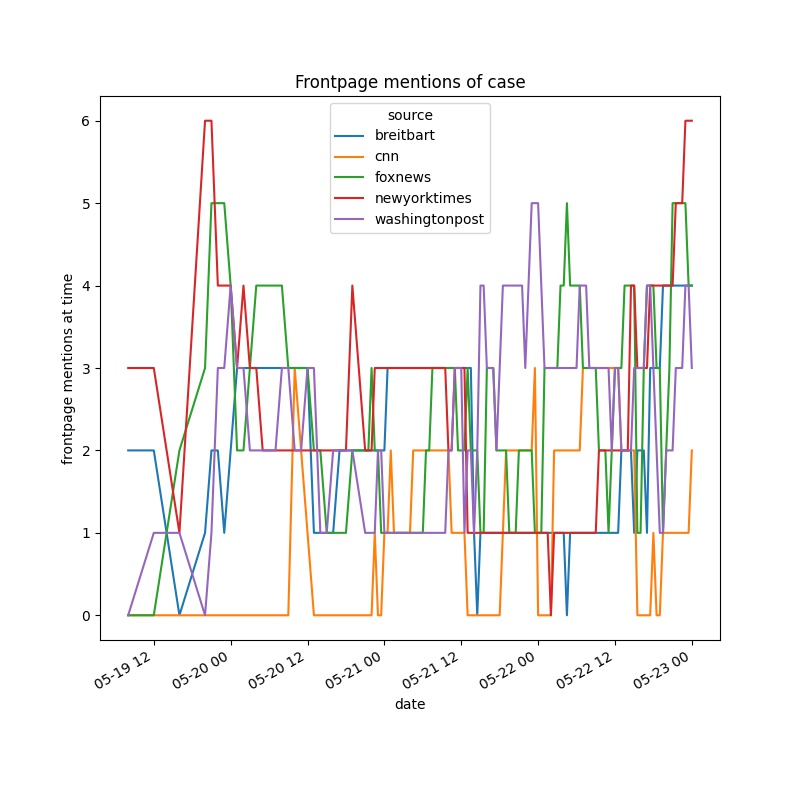 Frontpage mentions of case
source
breitbart
cnn
foxnews
newyorktimes
washingtonpost
frontpage mentions at time
6
5
4
3
2
1
0
05-19 12
05-20 00
05-20 12
05-21 00
05-21 12
05-22 00
05-22 12
05-23 00
date